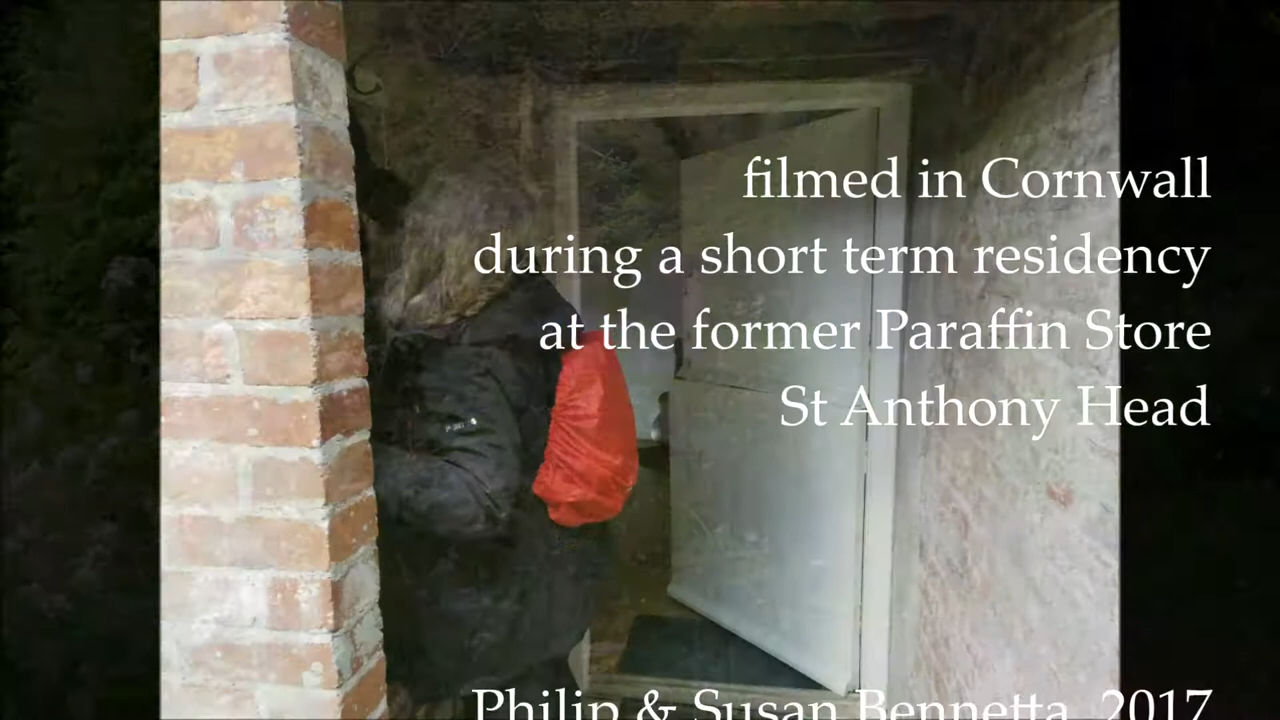 filmed in Cornwall
during a short term residency
at the former Paraffin Store
St Anthony Head
Philip & Susan Bennetta, 2017